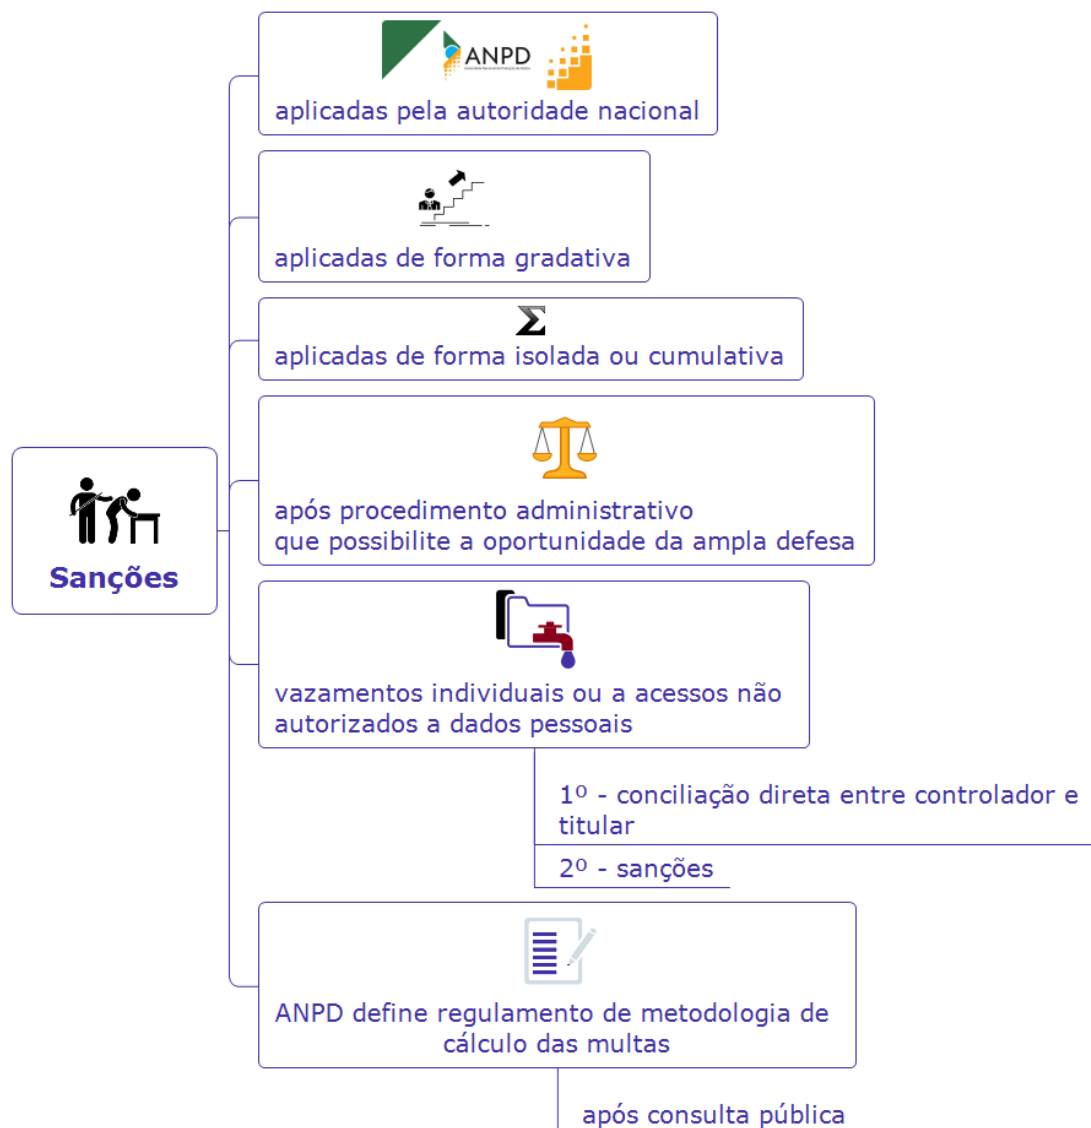 ANPD
aplicadas pela autoridade nacional
aplicadas de forma gradativa
aplicadas de forma isolada ou cumulativa
após procedimento administrativo
que possibilite a oportunidade da ampla defesa
Sanções
vazamentos individuais ou a acessos não
autorizados a dados pessoais
1º - conciliação direta entre controlador e
titular
2º - sanções
ANPD define regulamento de metodologia de
cálculo das multas
após consulta pública